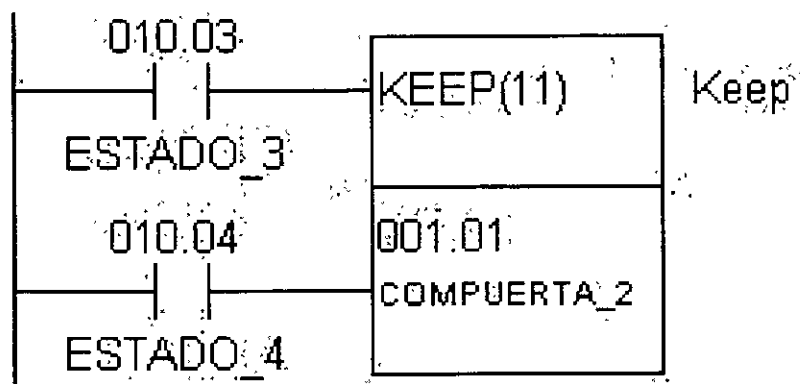 010.03
KEEP(11) Keep
ESTADO_3
010.04 001.01
COMPUERTA_2
ESTADO_4